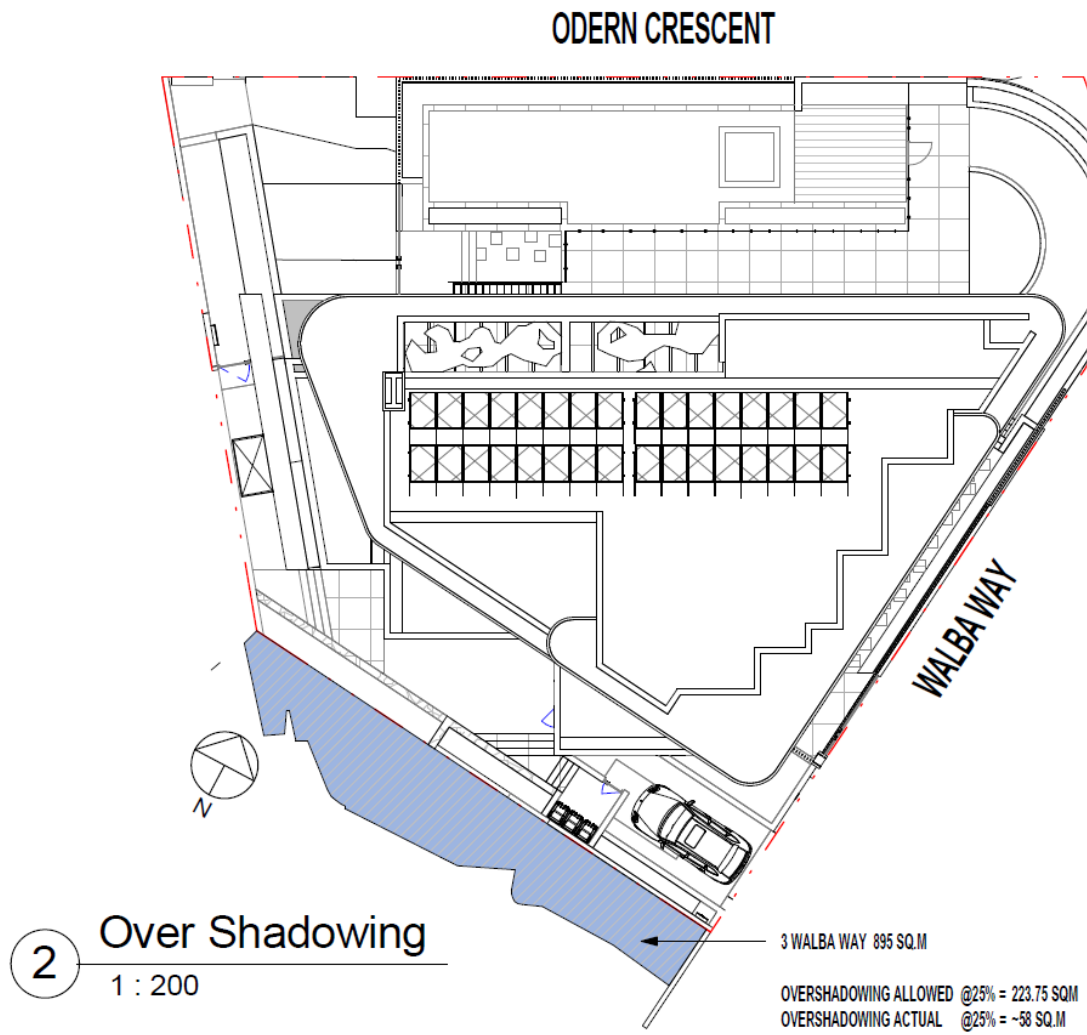 ODERN CRESCENT
WALBA WAY
N
2
Over Shadowing
1 : 200
3 WALBA WAY 895 SQ.M
OVERSHADOWING ALLOWED @25% = 223.75 SQM
OVERSHADOWING ACTUAL @25% = ~58 SQ.M